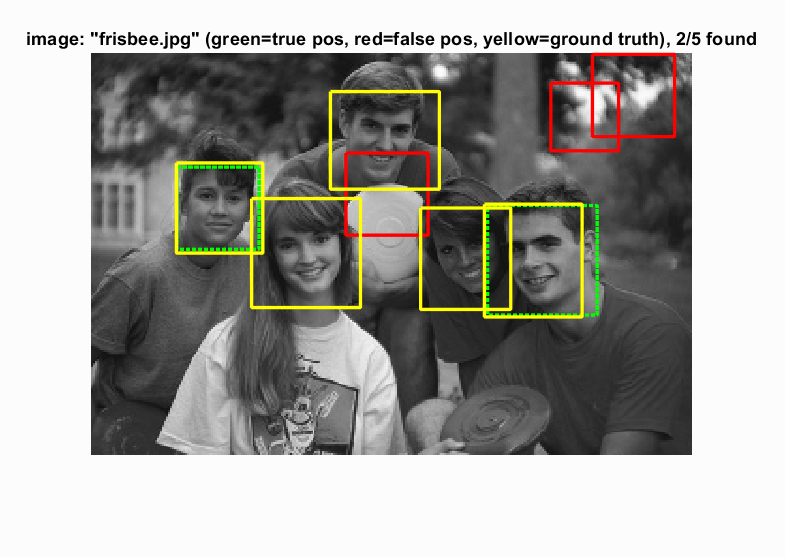 image: "frisbee.jpg" (green=true pos, red=false pos, yellow=ground truth), 2/5 found